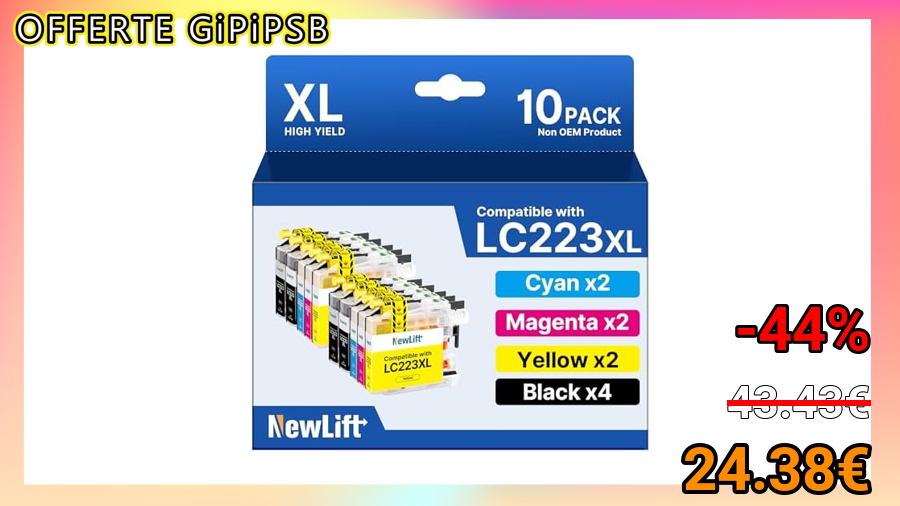 OFFERTE GiPiPSB
XL
HIGH YIELD
10 PACK
Non OEM Product
Compatible with
LC223XL
Cyan x2
Magenta x2
Yellow x2
Black x4
NewLift
Compatible with
LC223XL
NewLift
-44%
43.43€
24.38€